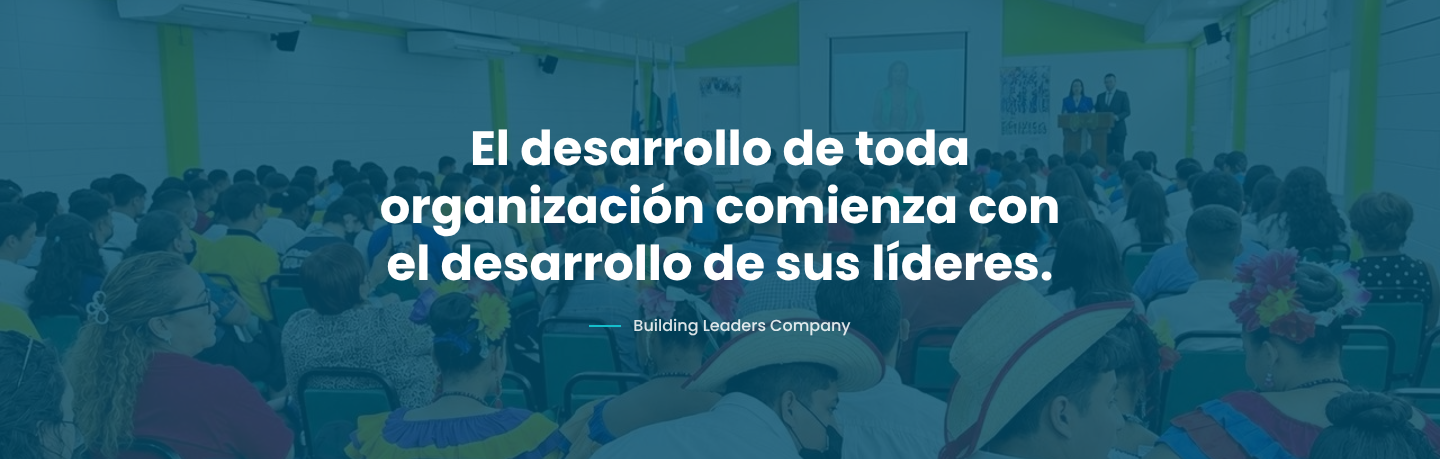 El desarrollo de toda
organización comienza con
el desarrollo de sus líderes.
Building Leaders Company